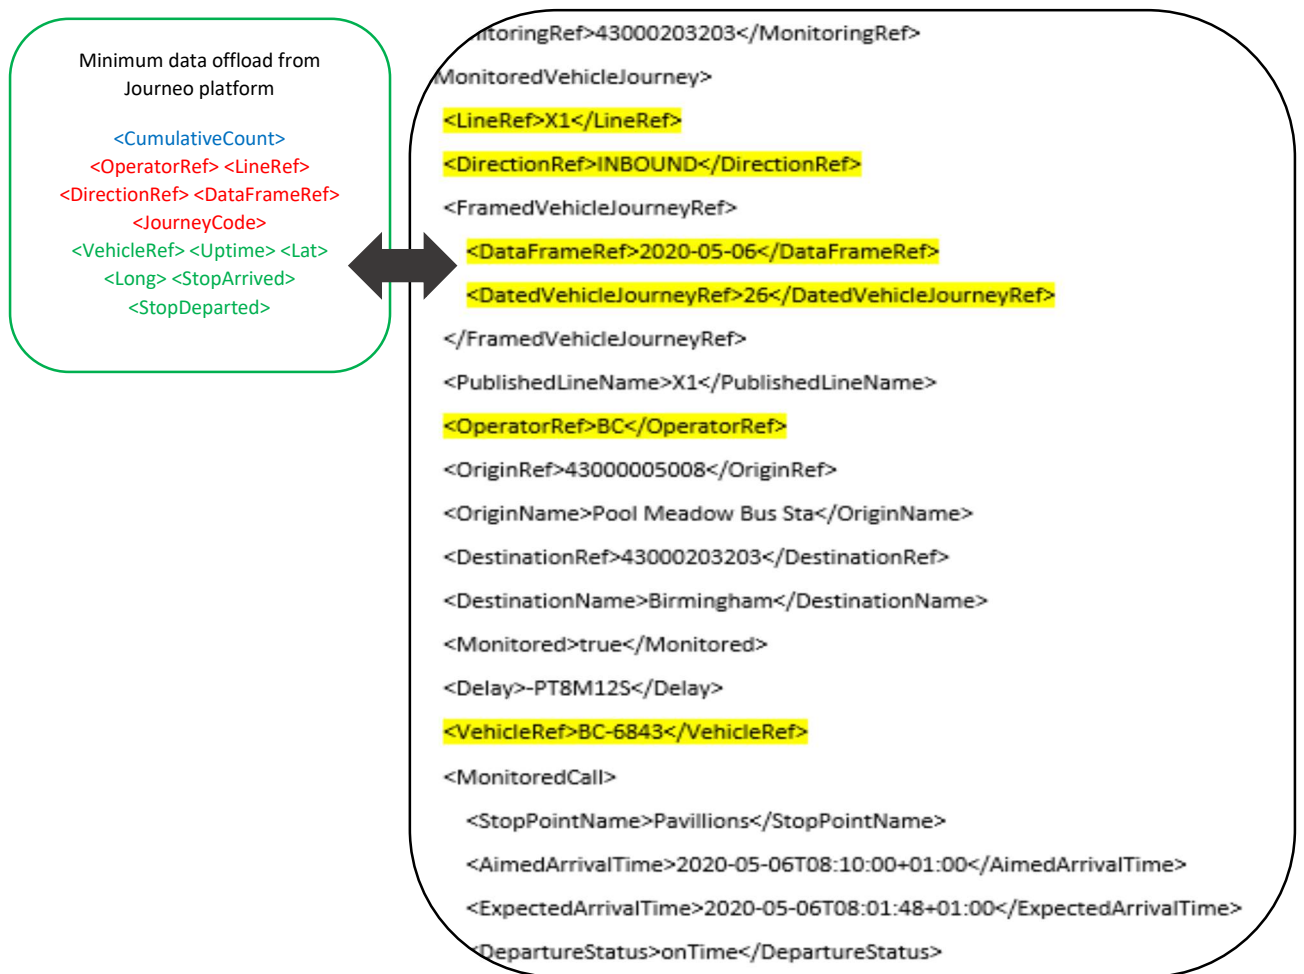 Minimum data offload from
Journeo platform
<CumulativeCount>
<OperatorRef> <LineRef>
<DirectionRef> <DataFrameRef>
<JourneyCode>
<VehicleRef> <Uptime> <Lat>
<Long> <StopArrived>
<StopDeparted>
itoringRef>43000203203</MonitoringRef>
MonitoredVehicleJourney>
<LineRef>X1</LineRef>
<DirectionRef>INBOUND</DirectionRef>
<FramedVehicleJourneyRef>
<DataFrameRef>2020-05-06</DataFrameRef>
<DatedVehicleJourneyRef>26</DatedVehicleJourneyRef>
</FramedVehicleJourneyRef>
<PublishedLineName>X1</PublishedLineName>
<OperatorRef>BC</OperatorRef>
<OriginRef>43000005008</OriginRef>
<OriginName>Pool Meadow Bus Sta</OriginName>
<DestinationRef>43000203203</DestinationRef>
<DestinationName>Birmingham</DestinationName>
<Monitored>true</Monitored>
<Delay>-PT8M12S</Delay>
<VehicleRef>BC-6843</VehicleRef>
<MonitoredCall>
<StopPointName>Pavillions</StopPointName>
<AimedArrivalTime>2020-05-06T08:10:00+01:00</AimedArrivalTime>
<ExpectedArrivalTime>2020-05-06T08:01:48+01:00</ExpectedArrivalTime>
DepartureStatus>onTime</DepartureStatus>